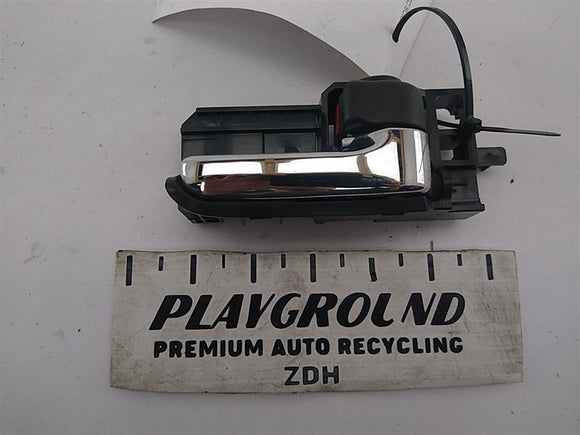 PLAYGROUND
PREMIUM AUTO RECYCLING
ZDH